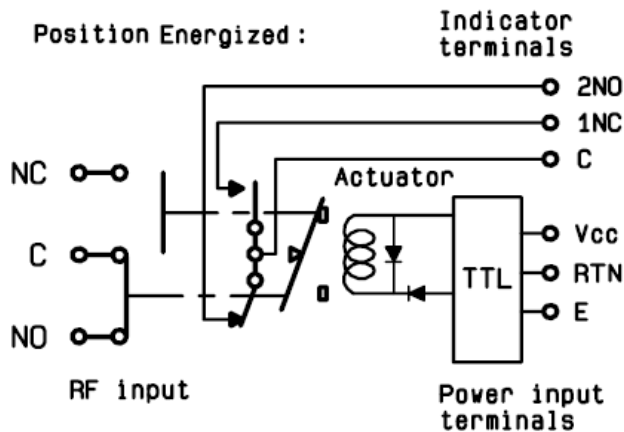 Position Energized :
Indicator
terminals
2NO
1NC
C
NC
Actuator
C
Vcc
TTL
RTN
E
NO
RF input
Power input
terminals